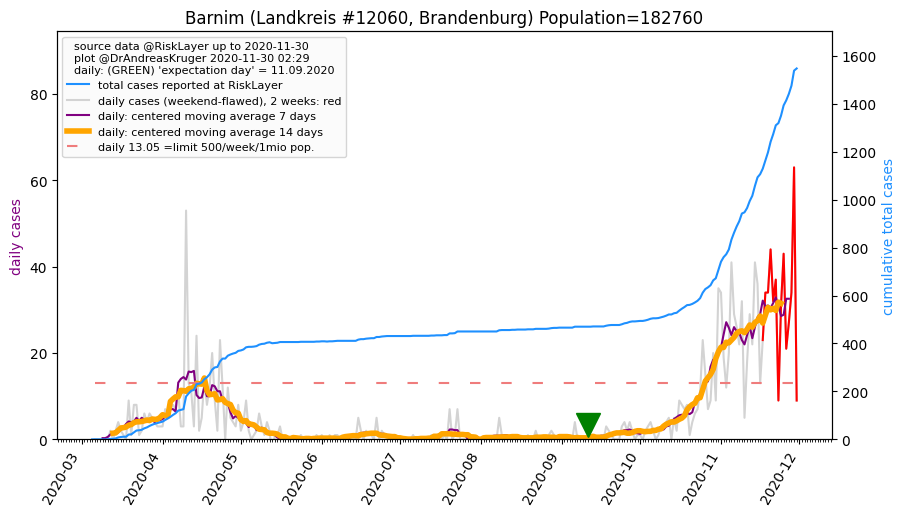 Barnim (Landkreis #12060, Brandenburg) Population=182760
source data @RiskLayer up to 2020-11-30
plot @DrAndreasKruger 2020-11-30 02:29
daily: (GREEN) 'expectation day' = 11.09.2020
total cases reported at RiskLayer
daily cases (weekend-flawed), 2 weeks: red
daily: centered moving average 7 days
daily: centered moving average 14 days
daily 13.05 =limit 500/week/1mio pop.
daily cases
80
60
40
20
0
cumulative total cases
1600
1400
1200
1000
800
600
400
200
0
2020-03
2020-04
2020-05
2020-06
2020-07
2020-08
2020-09
2020-10
2020-11
2020-12